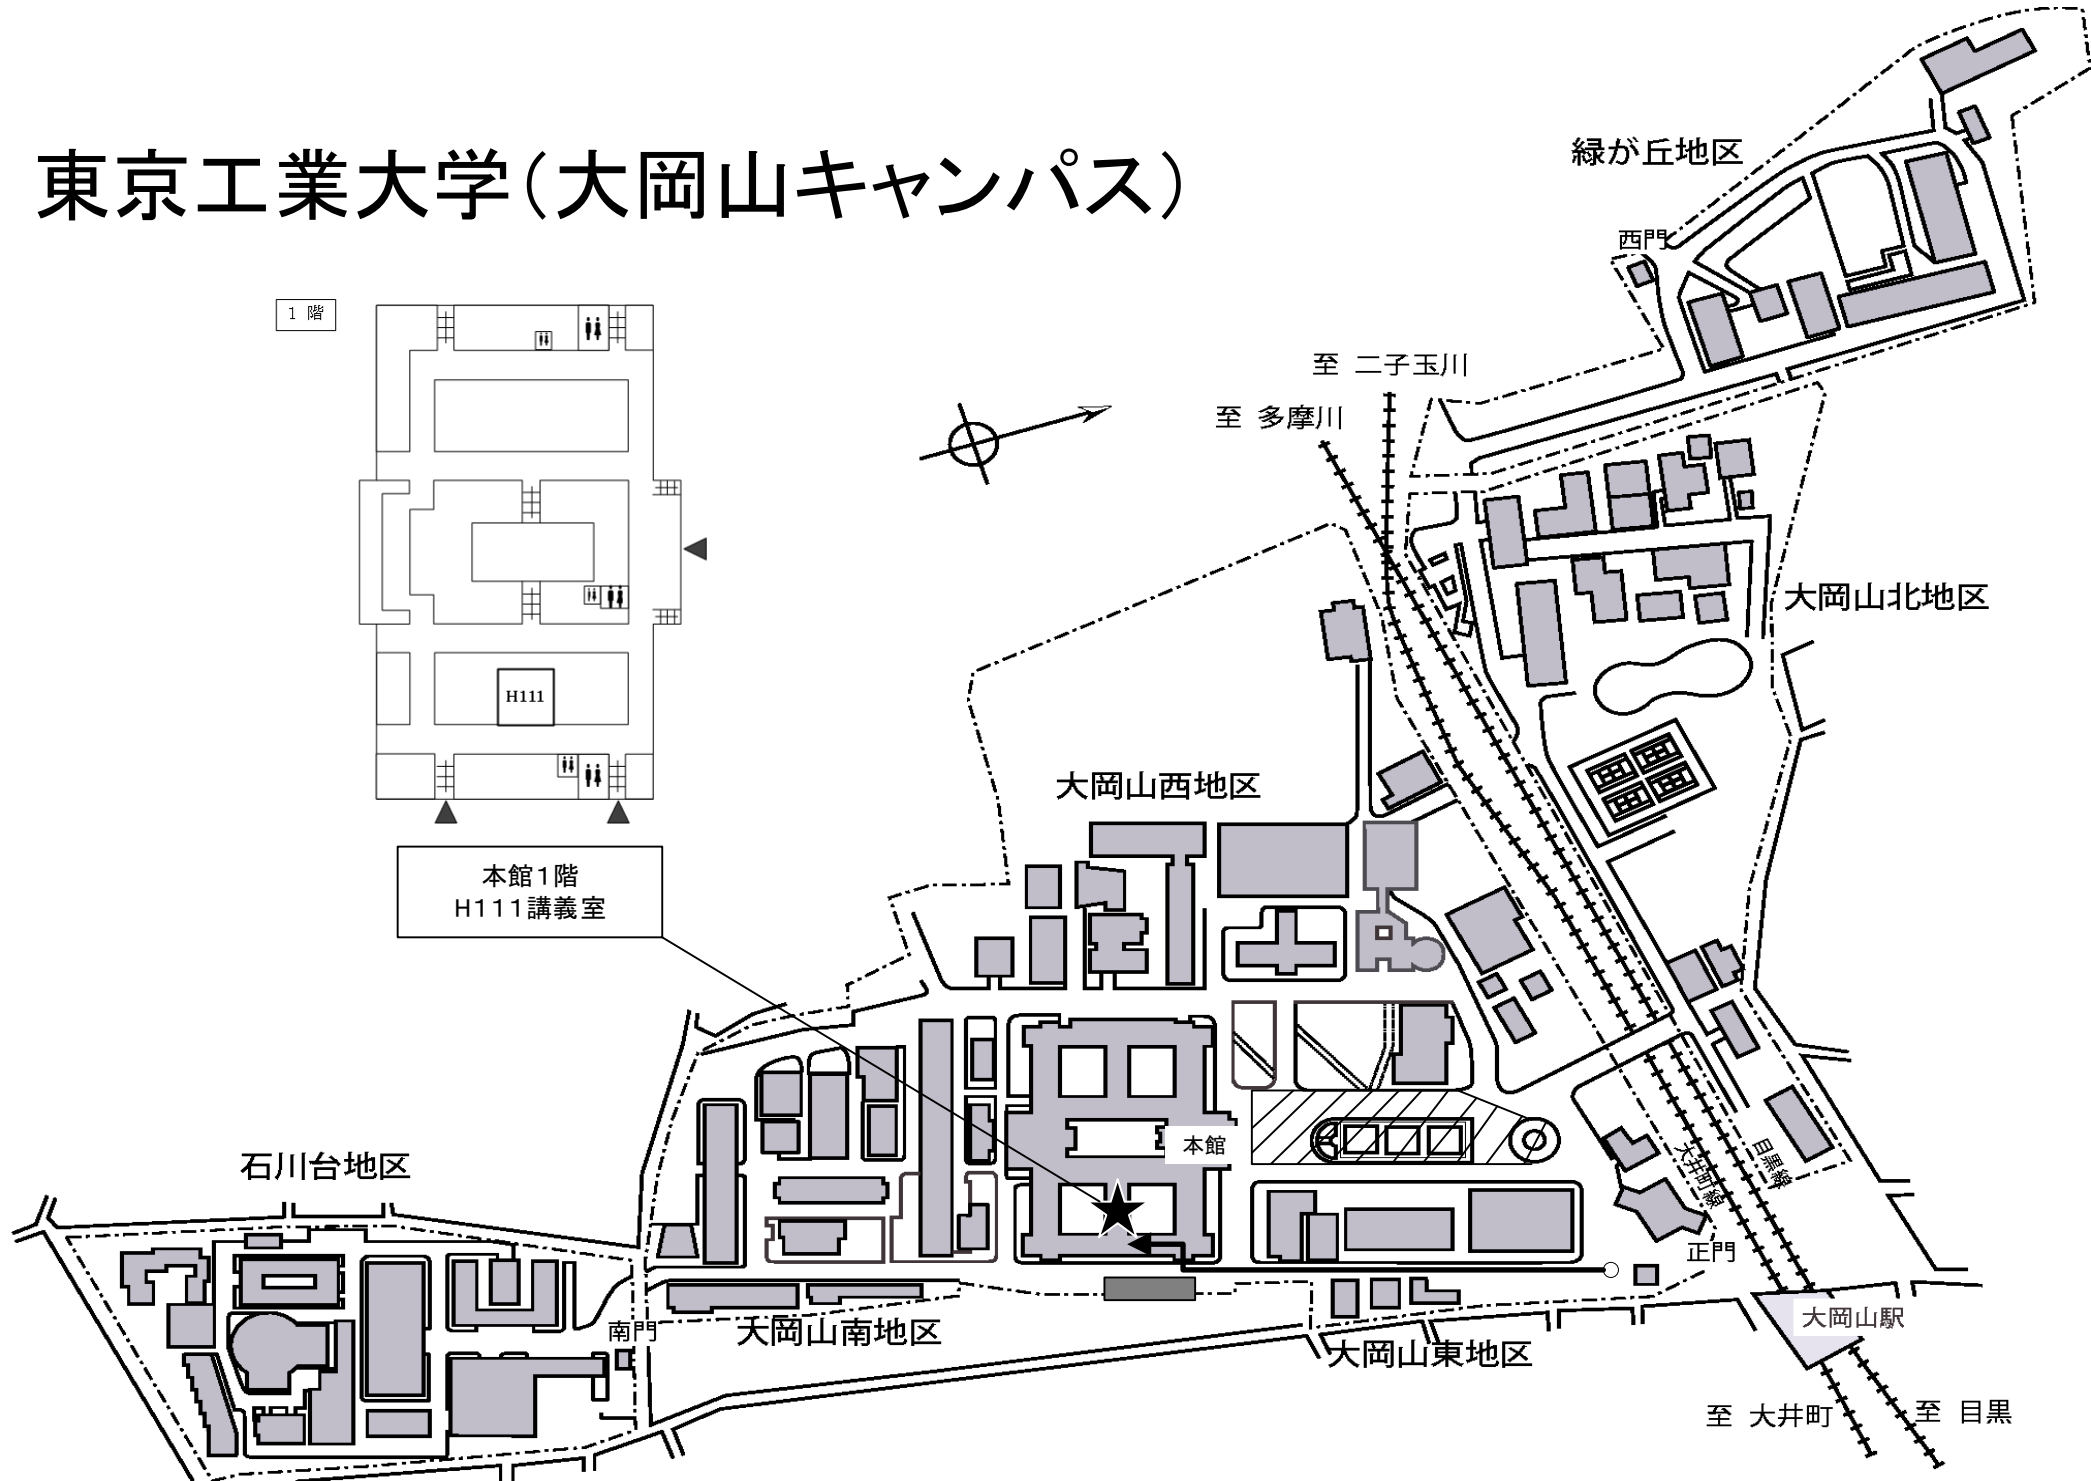 東京工業大学（大岡山キャンパス）
緑が丘地区
西門
1 階
至 二子玉川
至 多摩川
大岡山北地区
H111
大岡山西地区
本館１階
H１１１講義室
本館
目黒線
大井町線
石川台地区
正門
大岡山駅
南門
大岡山南地区
大岡山東地区
至 大井町
至 目黒